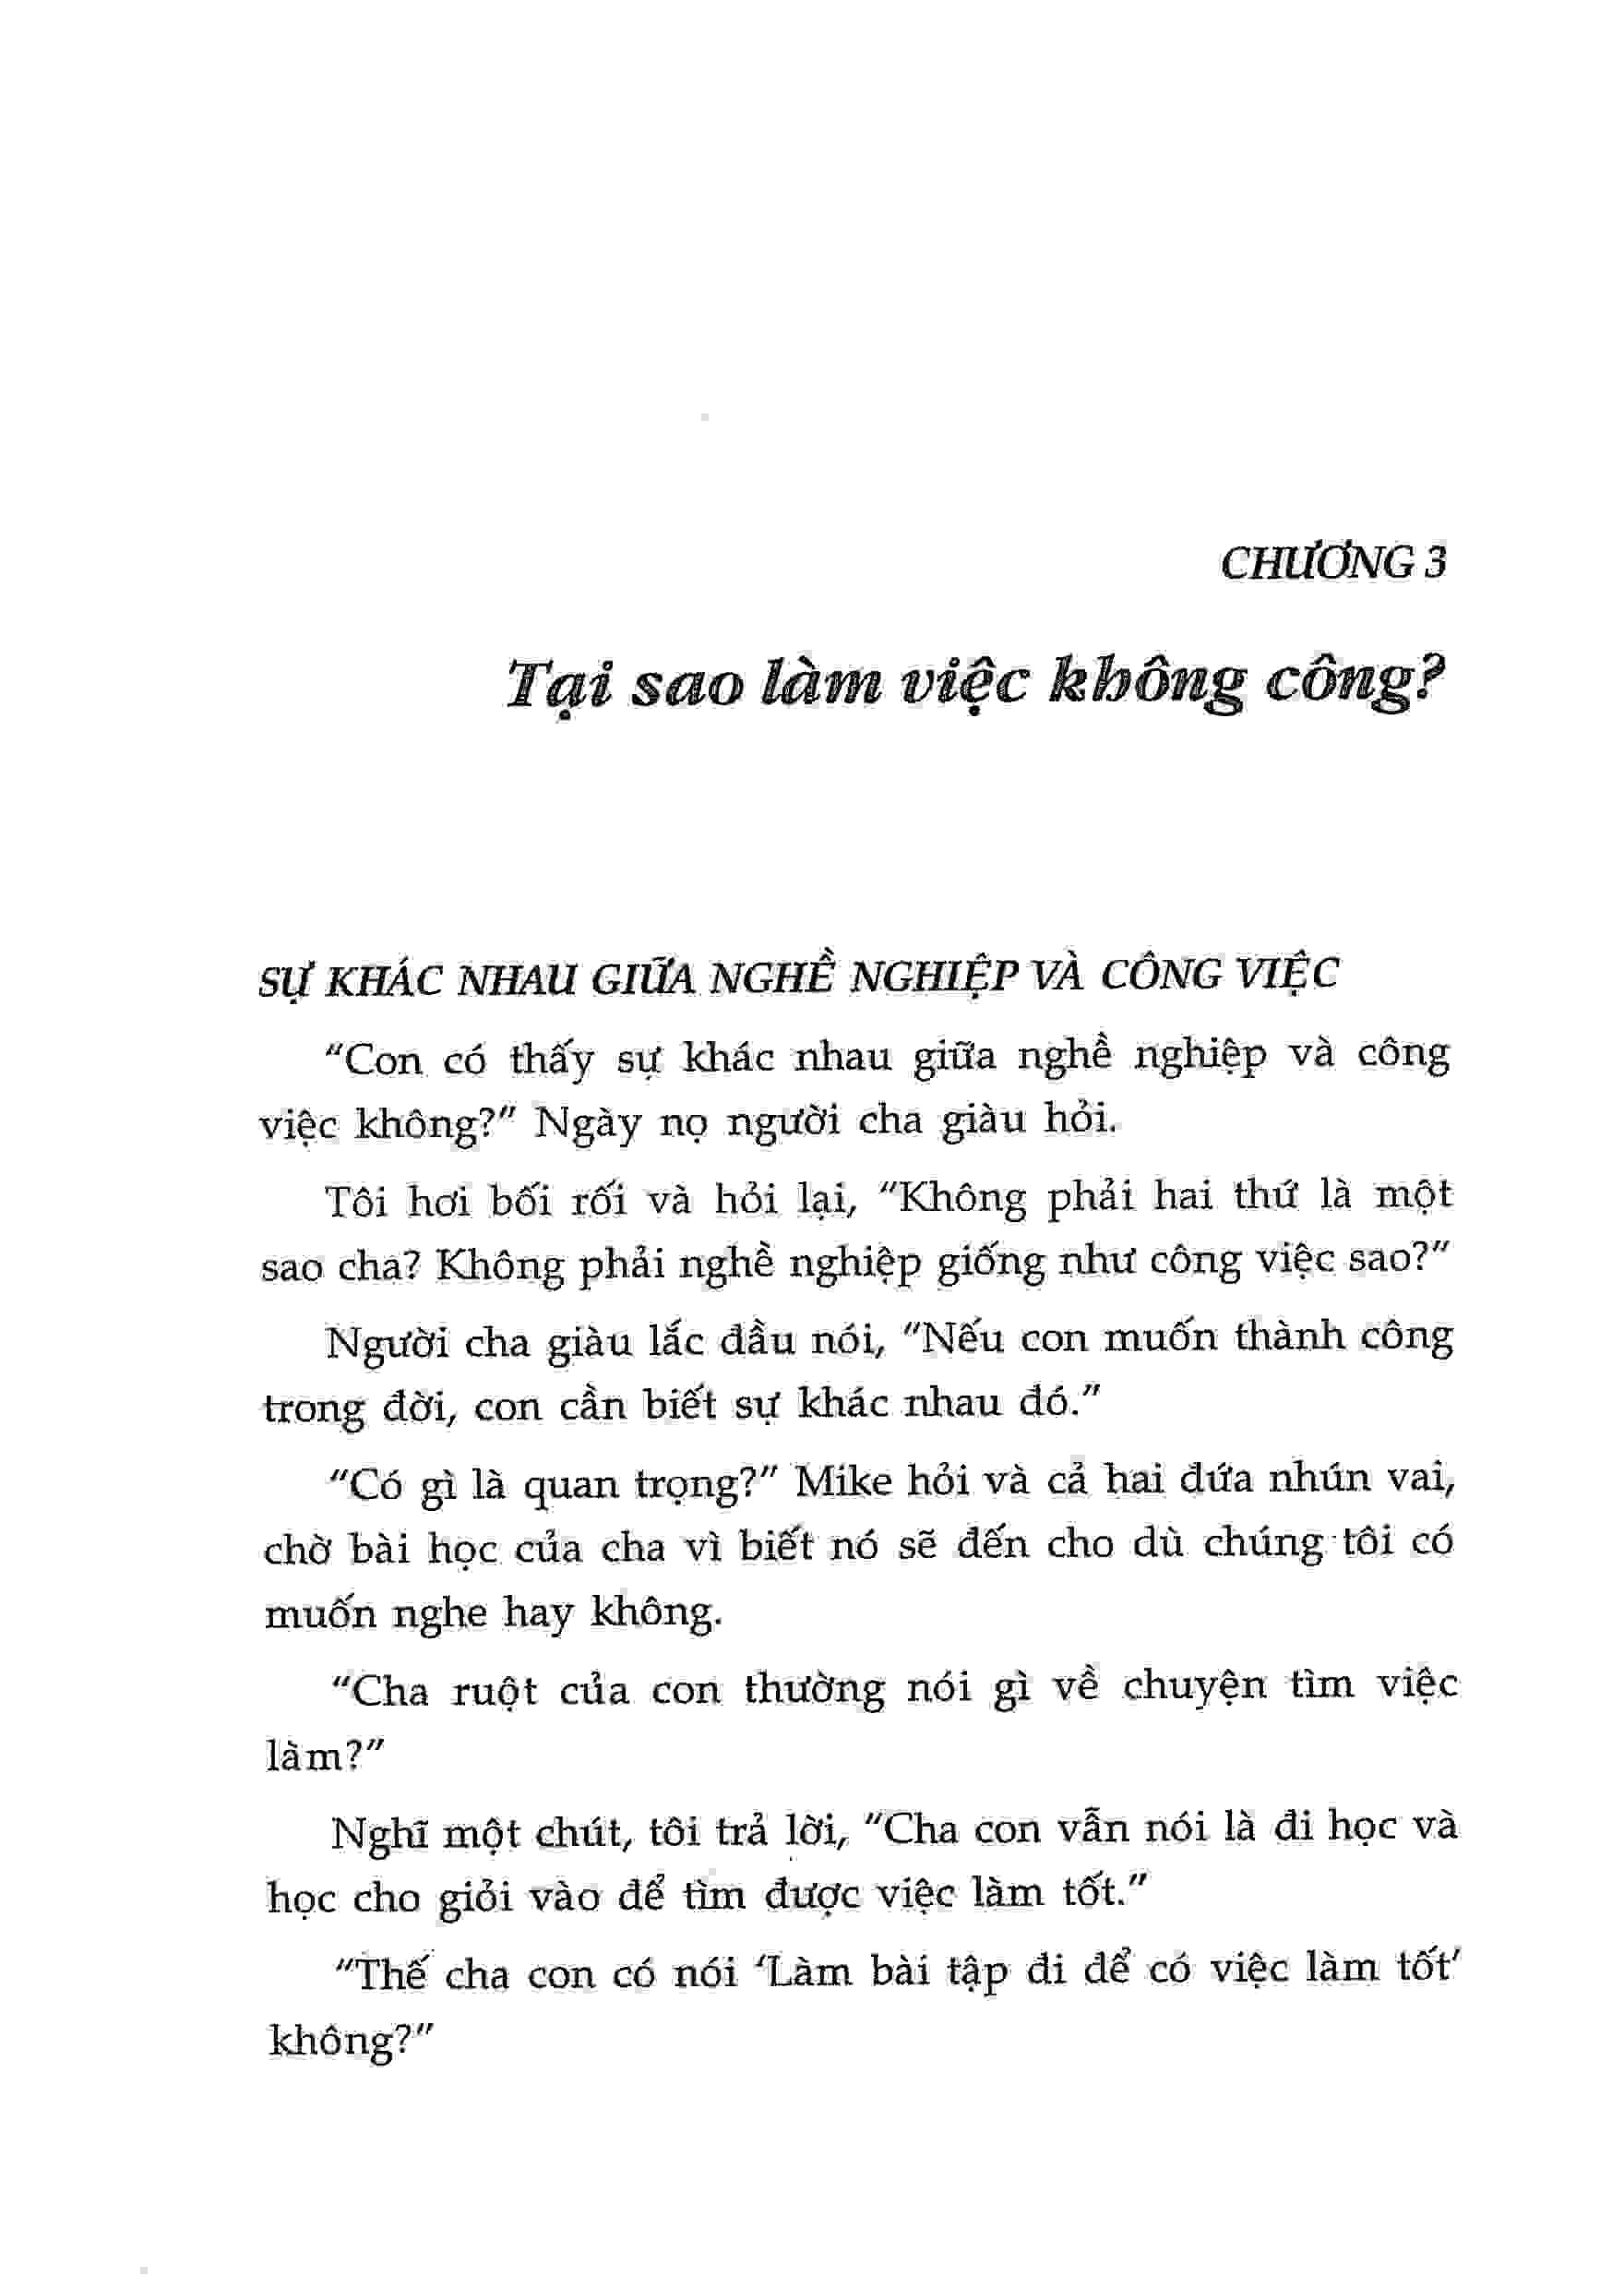 CHƯƠNG 3
Tại sao làm việc không công?
SỰ KHÁC NHAU GIỮA NGHỀ NGHIỆP VÀ CÔNG VIỆC
“Con có thấy sự khác nhau giữa nghề nghiệp và công
việc không?” Ngày nọ người cha giàu hỏi.
Tôi hơi bối rối và hỏi lại, “Không phải hai thứ là một
sao cha? Không phải nghề nghiệp giống như công việc sao?”
Người cha giàu lắc đầu nói, “Nếu con muốn thành công
trong đời, con cần biết sự khác nhau đó.”
“Có gì là quan trọng?” Mike hỏi và cả hai đứa nhún vai,
chờ bài học của cha vì biết nó sẽ đến cho dù chúng tôi có
muốn nghe hay không.
“Cha ruột của con thường nói gì về chuyện tìm việc
làm?”
Nghĩ một chút, tôi trả lời, “Cha con vẫn nói là đi học và
học cho giỏi vào để tìm được việc làm tốt.”
“Thế cha con có nói ‘Làm bài tập đi để có việc làm tốt’
không?”